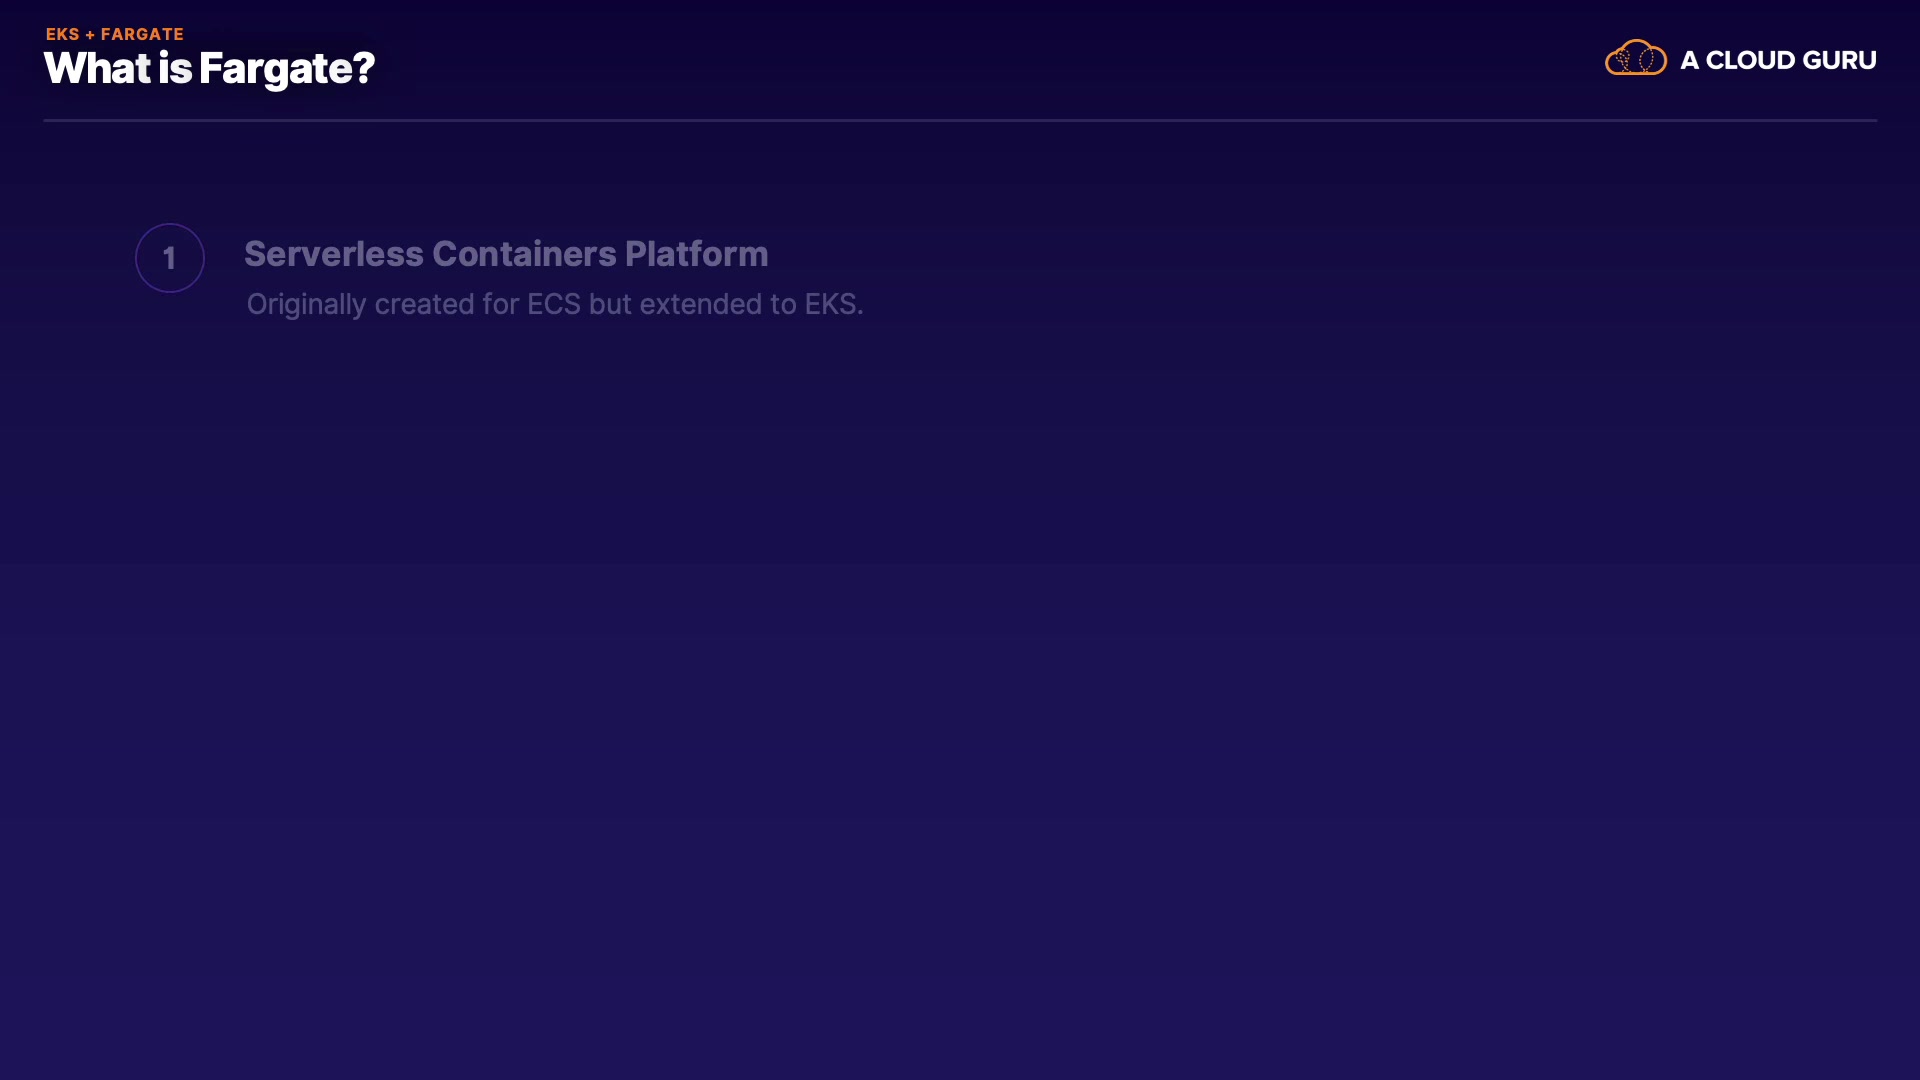 EKS + FARGATE
What is Fargate?
A CLOUD GURU
1
Serverless Containers Platform
Originally created for ECS but extended to EKS.